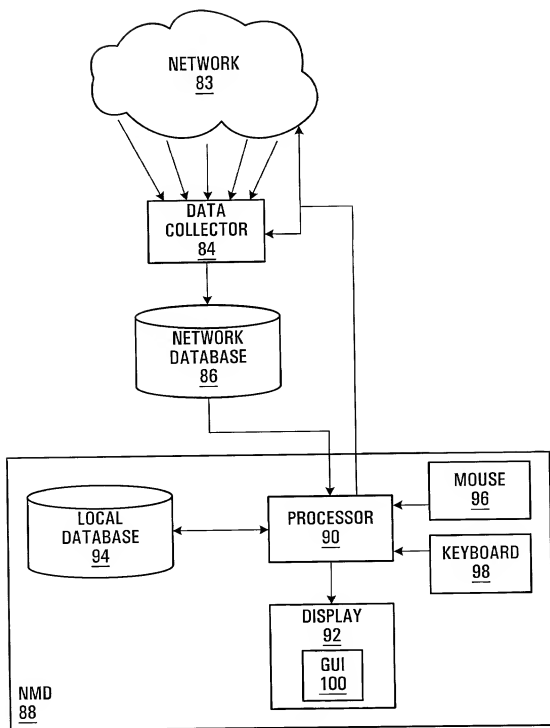 NETWORK
83
DATA
COLLECTOR
84
NETWORK
DATABASE
86
LOCAL
DATABASE
94
PROCESSOR
90
MOUSE
96
KEYBOARD
98
DISPLAY
92
GUI
100
NMD
88